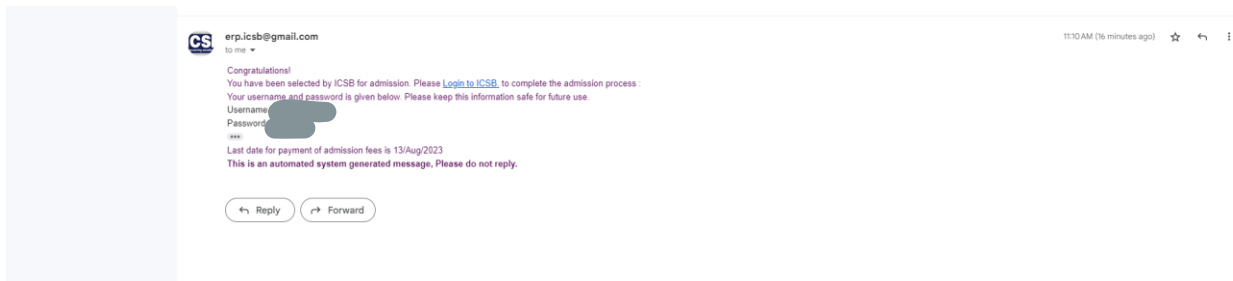 CS
erp.icsb@gmail.com
11:10 AM (16 minutes ago)
to me
Congratulations!
You have been selected by ICSB for admission. Please Login to ICSB, to complete the admission process :
Your username and password is given below. Please keep this information safe for future use.
Username
Password
Last date for payment of admission fees is 13/Aug/2023
This is an automated system generated message, Please do not reply.
Reply
Forward